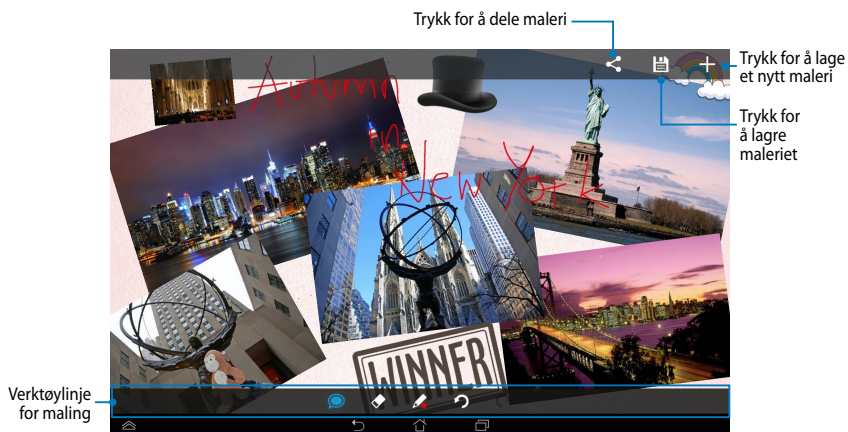 Trykk for å dele maleri
Trykk for å lage
et nytt maleri
Trykk for
å lagre
maleriet
Autumn
in
New York
WINNER
Verktøylinje
for maling